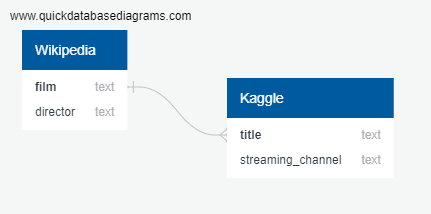 www.quickdatabasediagrams.com
Wikipedia
film text
director text
Kaggle
title text
streaming_channel text